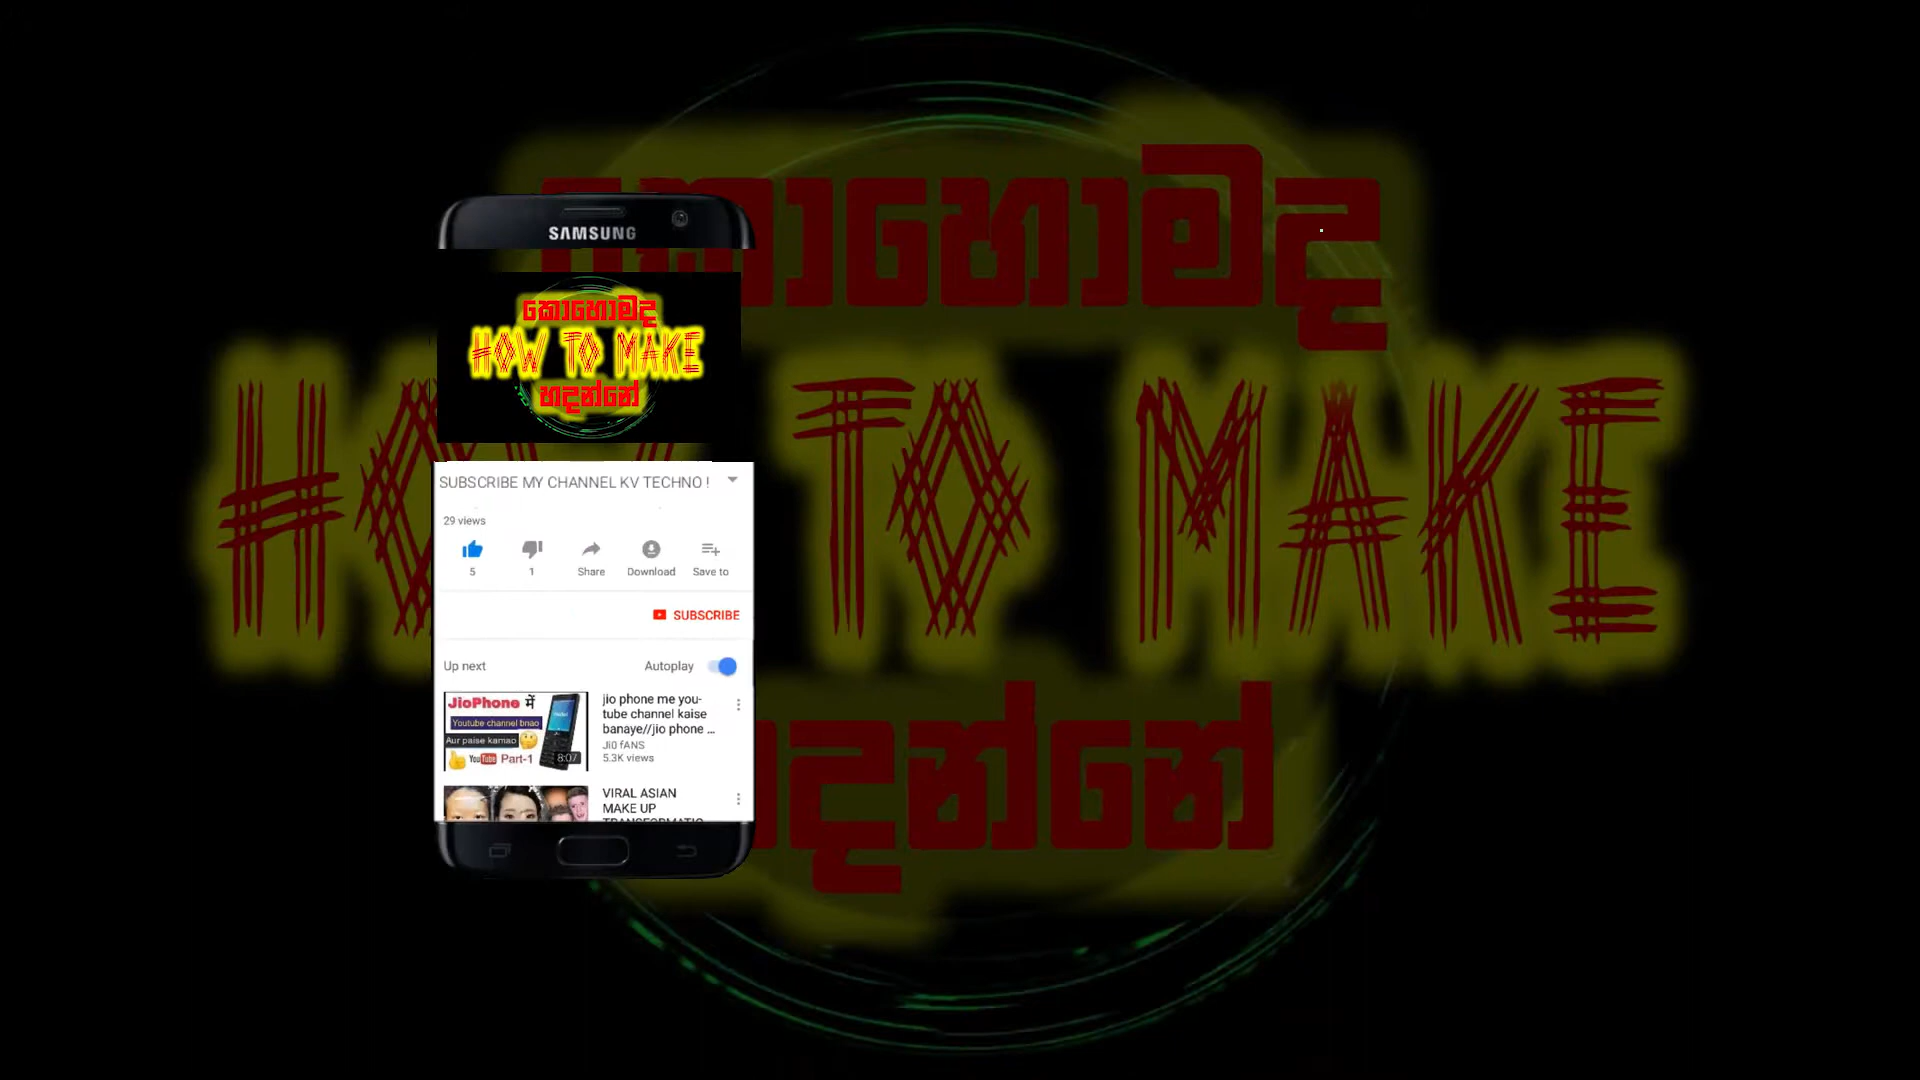 කොහොමද
HOW TO MAKE
හදන්නේ
SAMSUNG
කොහොමද
HOW TO MAKE
හදන්නේ
SUBSCRIBE MY CHANNEL KV TECHNO !
29 views
5
1
Share
Download
Save to
SUBSCRIBE
Up next
Autoplay
JioPhone में
Youtube channel bnao
Aur paise kamao
YouTube Part-1
8:07
jio phone me you-
tube channel kaise
banaye//jio phone ...
Ji0 fANS
5.3K views
VIRAL ASIAN
MAKE UP
TRANSFORMATIO